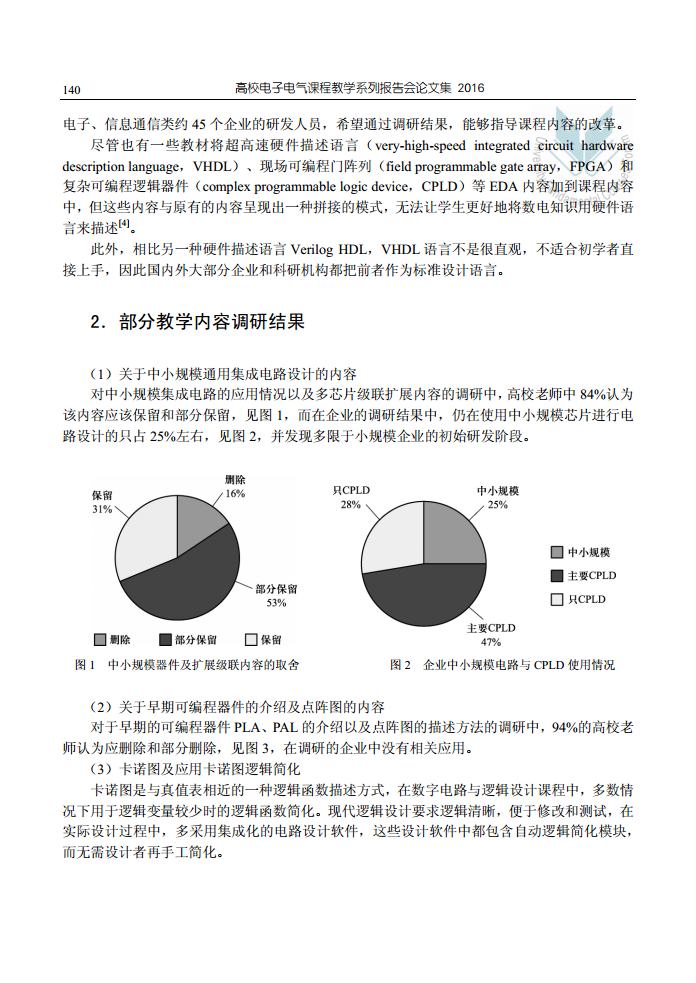 140
高校电子电气课程教学系列报告会论文集 2016
电子、信息通信类约 45 个企业的研发人员，希望通过调研结果，能够指导课程内容的改革。
尽管也有一些教材将超高速硬件描述语言（very-high-speed integrated circuit hardware
description language，VHDL）、现场可编程门阵列（field programmable gate array，FPGA）和
复杂可编程逻辑器件（complex programmable logic device，CPLD）等 EDA 内容加到课程内容
中，但这些内容与原有的内容呈现出一种拼接的模式，无法让学生更好地将数电知识用硬件语
言来描述[4]。
此外，相比另一种硬件描述语言 Verilog HDL，VHDL 语言不是很直观，不适合初学者直
接上手，因此国内外大部分企业和科研机构都把前者作为标准设计语言。
2．部分教学内容调研结果
（1）关于中小规模通用集成电路设计的内容
对中小规模集成电路的应用情况以及多芯片级联扩展内容的调研中，高校老师中 84%认为
该内容应该保留和部分保留，见图 1，而在企业的调研结果中，仍在使用中小规模芯片进行电
路设计的只占 25%左右，见图 2，并发现多限于小规模企业的初始研发阶段。
删除
16%
保留
31%
部分保留
53%
删除 部分保留 保留
图 1 中小规模器件及扩展级联内容的取舍
只CPLD
28%
中小规模
25%
主要CPLD
47%
中小规模
主要CPLD
只CPLD
图 2 企业中小规模电路与 CPLD 使用情况
（2）关于早期可编程器件的介绍及点阵图的内容
对于早期的可编程器件 PLA、PAL 的介绍以及点阵图的描述方法的调研中，94%的高校老
师认为应删除和部分删除，见图 3，在调研的企业中没有相关应用。
（3）卡诺图及应用卡诺图逻辑简化
卡诺图是与真值表相近的一种逻辑函数描述方式，在数字电路与逻辑设计课程中，多数情
况下用于逻辑变量较少时的逻辑函数简化。现代逻辑设计要求逻辑清晰，便于修改和测试，在
实际设计过程中，多采用集成化的电路设计软件，这些设计软件中都包含自动逻辑简化模块，
而无需设计者再手工简化。